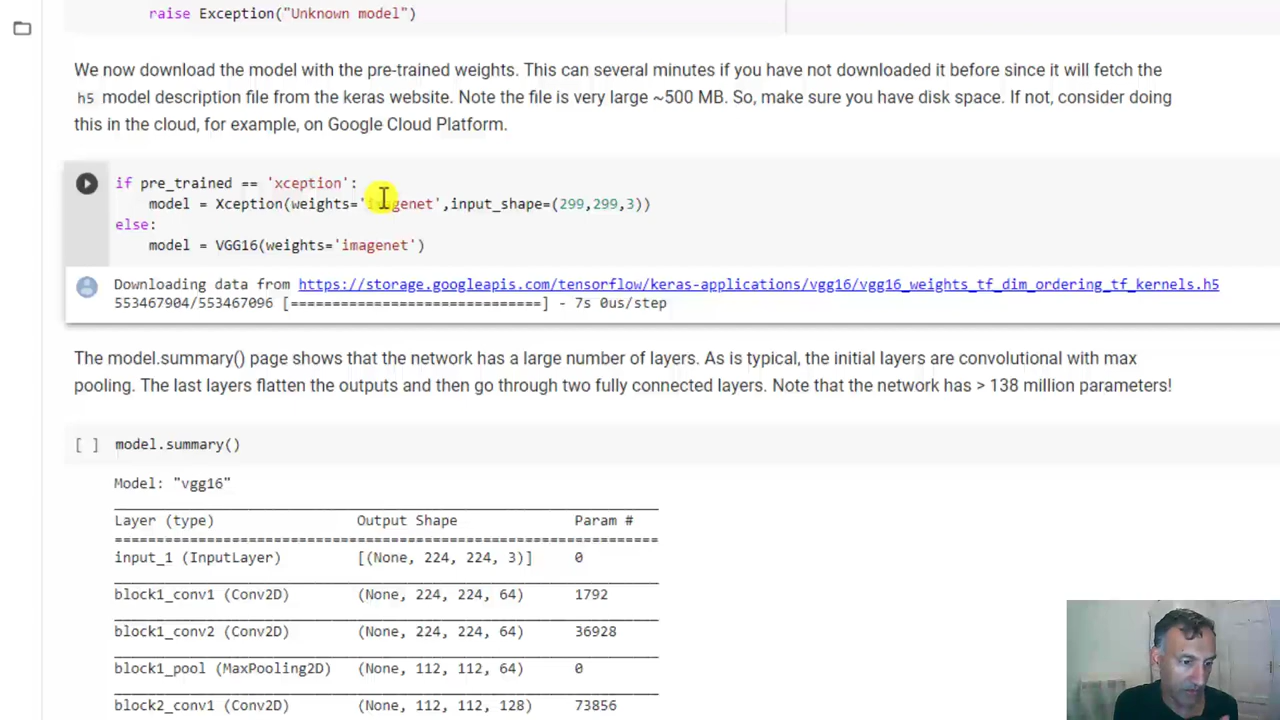 raise Exception("Unknown model")
We now download the model with the pre-trained weights. This can several minutes if you have not downloaded it before since it will fetch the
h5 model description file from the keras website. Note the file is very large ~500 MB. So, make sure you have disk space. If not, consider doing
this in the cloud, for example, on Google Cloud Platform.
if pre_trained == 'xception':
model = Xception(weights='imagenet',input_shape=(299,299,3))
else:
model = VGG16(weights='imagenet')
Downloading data from https://storage.googleapis.com/tensorflow/keras-applications/vgg16/vgg16_weights_tf_dim_ordering_tf_kernels.h5
553467904/553467096 [==============================] - 7s 0us/step
The model.summary() page shows that the network has a large number of layers. As is typical, the initial layers are convolutional with max
pooling. The last layers flatten the outputs and then go through two fully connected layers. Note that the network has > 138 million parameters!
[ ] model.summary()
Model: "vgg16"
Layer (type) Output Shape Param #
input_1 (InputLayer) [(None, 224, 224, 3)] 0
block1_conv1 (Conv2D) (None, 224, 224, 64) 1792
block1_conv2 (Conv2D) (None, 224, 224, 64) 36928
block1_pool (MaxPooling2D) (None, 112, 112, 64) 0
block2_conv1 (Conv2D) (None, 112, 112, 128) 73856